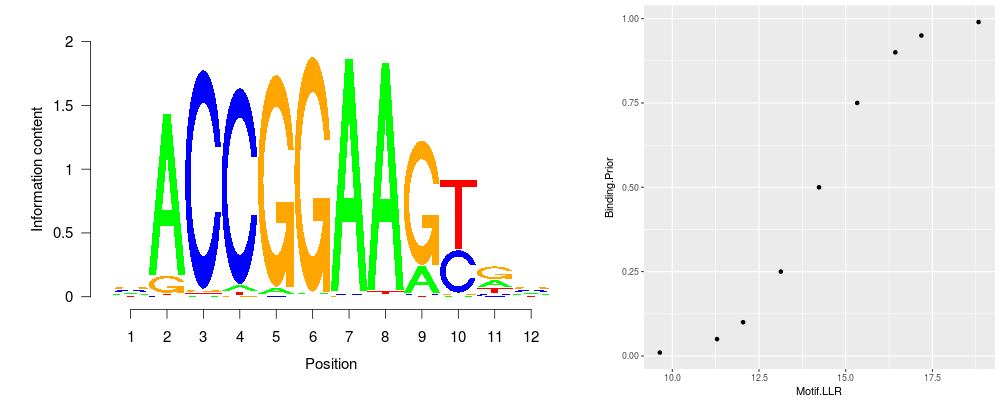 2
1.5
1
0.5
0
Information content
A C C G G A A G T
G A C G A
1 2 3 4 5 6 7 8 9 10 11 12
Position
1.00
0.75
0.50
0.25
0.00
Binding.Prior
10.0 12.5 15.0 17.5
Motif.LLR